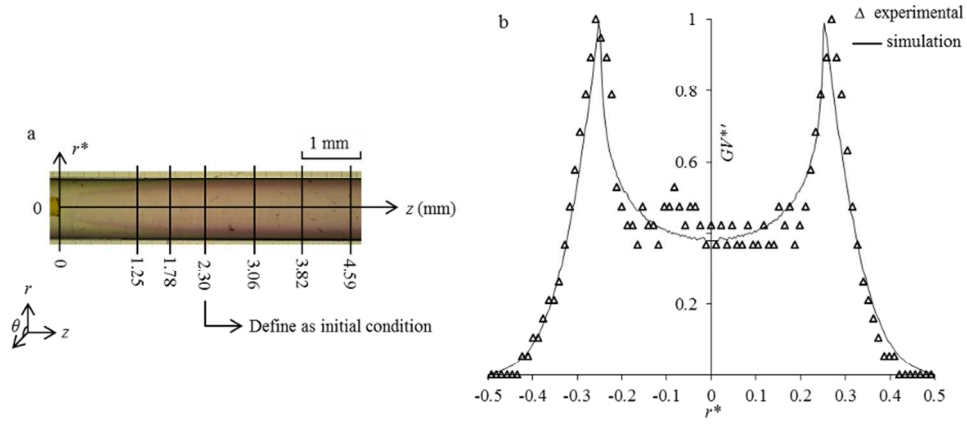 a
r*
1 mm
0
z (mm)
0
1.25
1.78
2.30
3.06
3.82
4.59
r
θ
z
Define as initial condition
b
experimental
simulation
1
0.8
0.6
0.2
GV*'
-0.5 -0.4 -0.3 -0.2 -0.1 0 0.1 0.2 0.3 0.4 0.5
r*